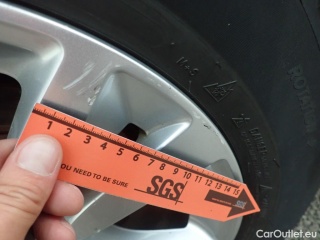 1 2 3 4 5 6 7 8 9 10 11 12 13 14 15
YOU NEED TO BE SURE SGS
CarOutlet.eu